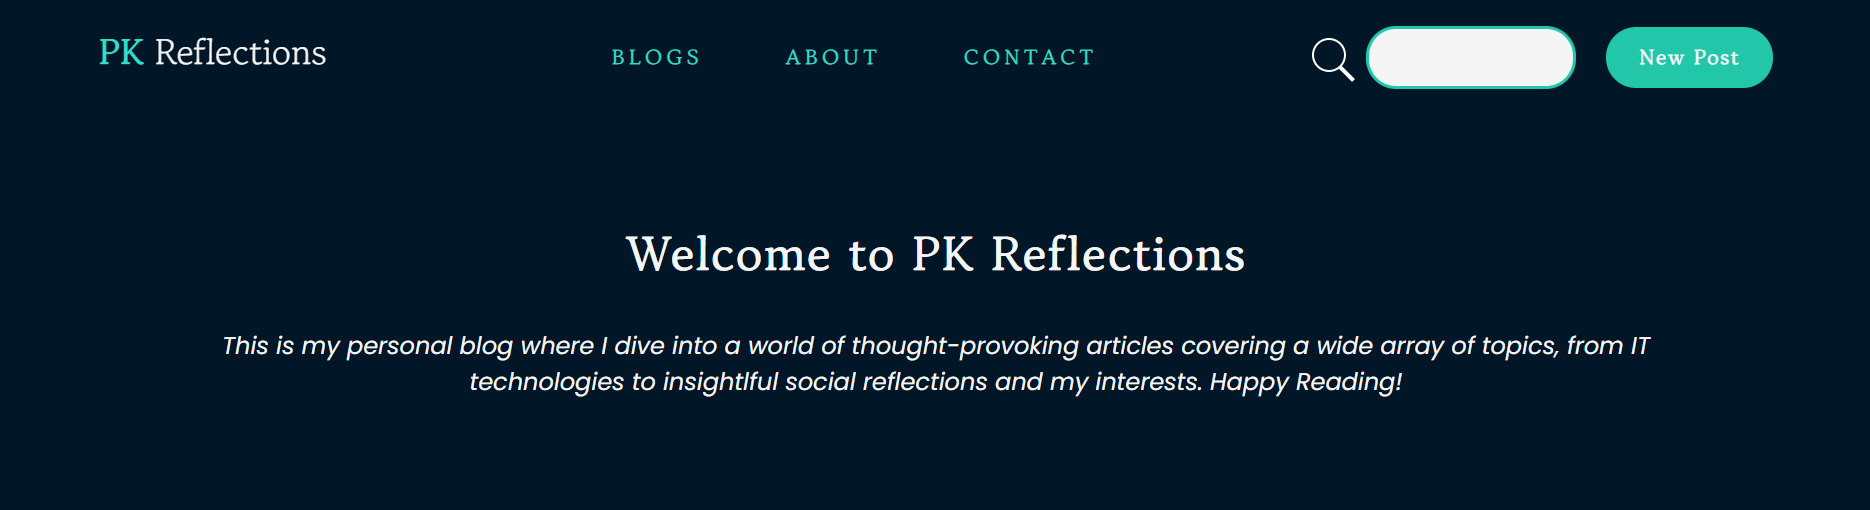 PK Reflections
BLOGS ABOUT CONTACT
New Post
Welcome to PK Reflections
This is my personal blog where I dive into a world of thought-provoking articles covering a wide array of topics, from IT
technologies to insightlful social reflections and my interests. Happy Reading!